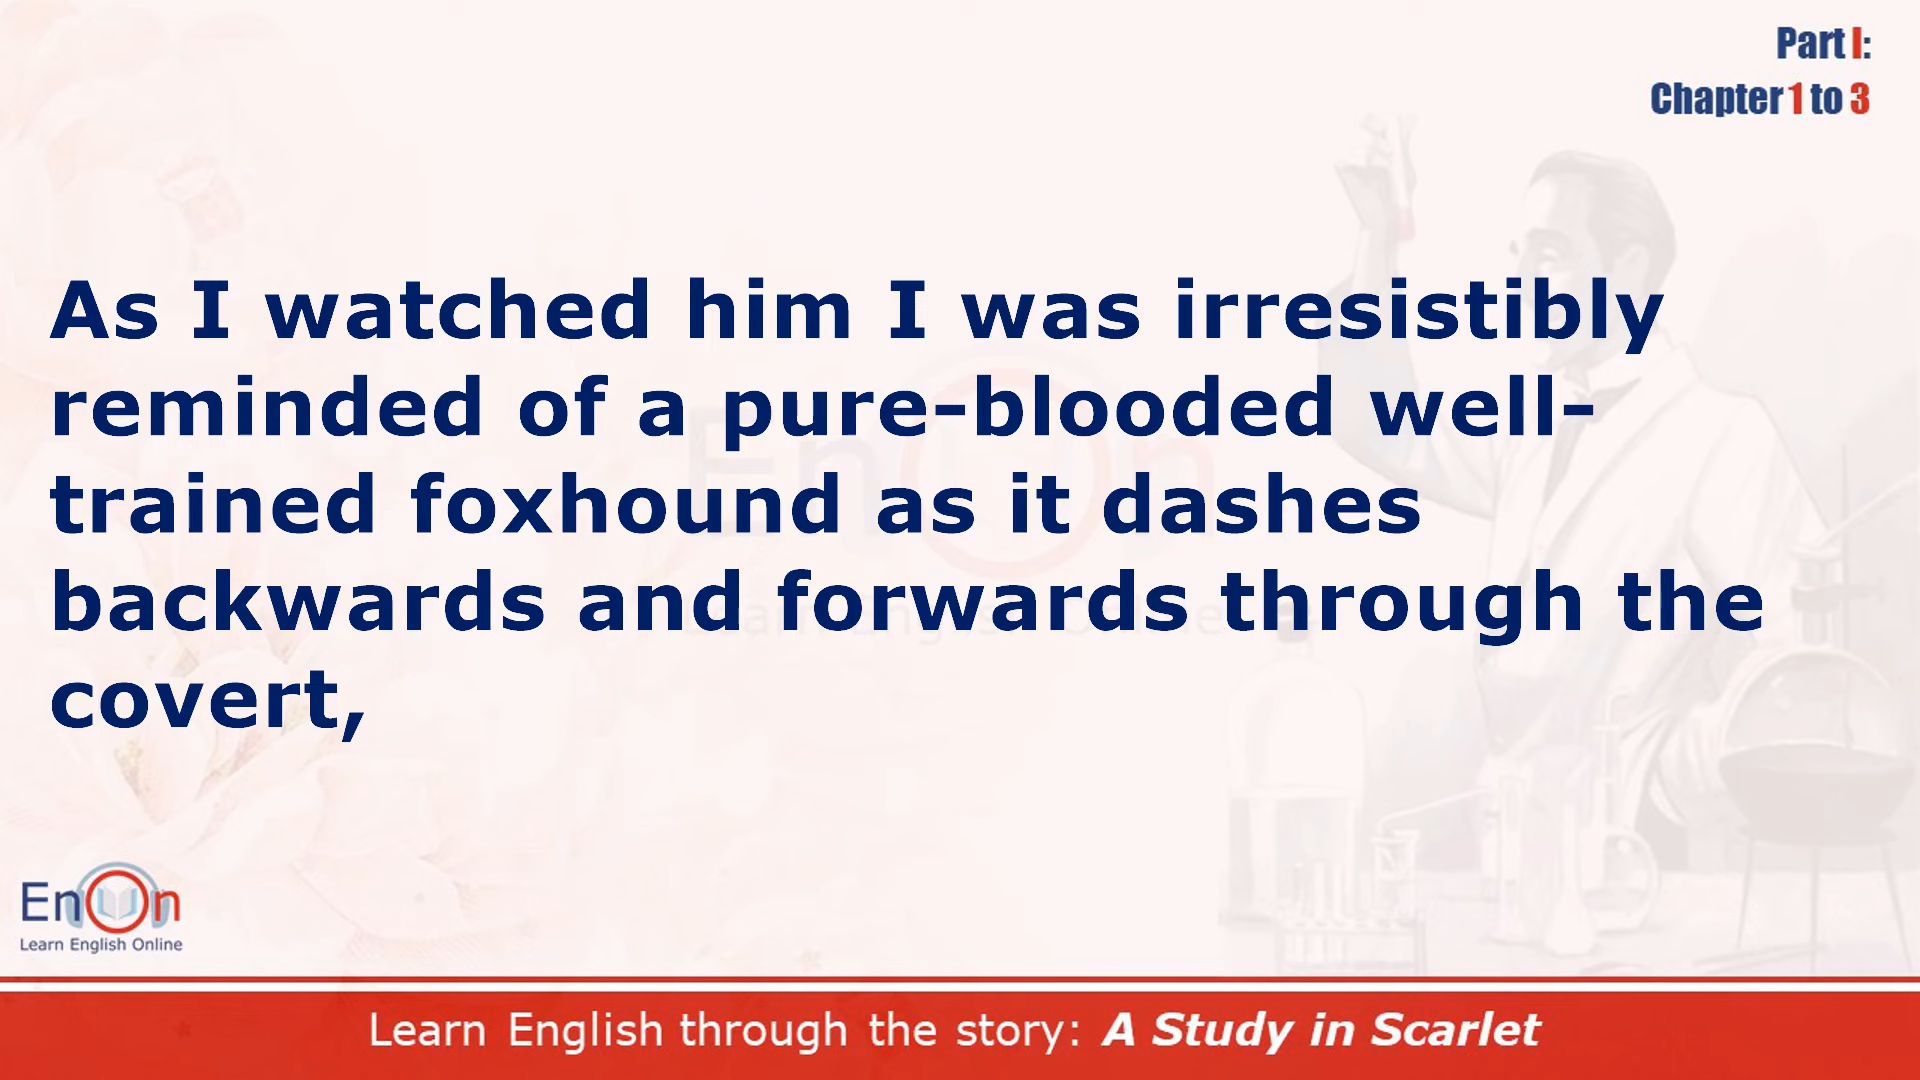 Part I:
Chapter 1 to 3
As I watched him I was irresistibly
reminded of a pure-blooded well-
trained foxhound as it dashes
backwards and forwards through the
covert,
EnOn
Learn English Online
Learn English through the story: A Study in Scarlet